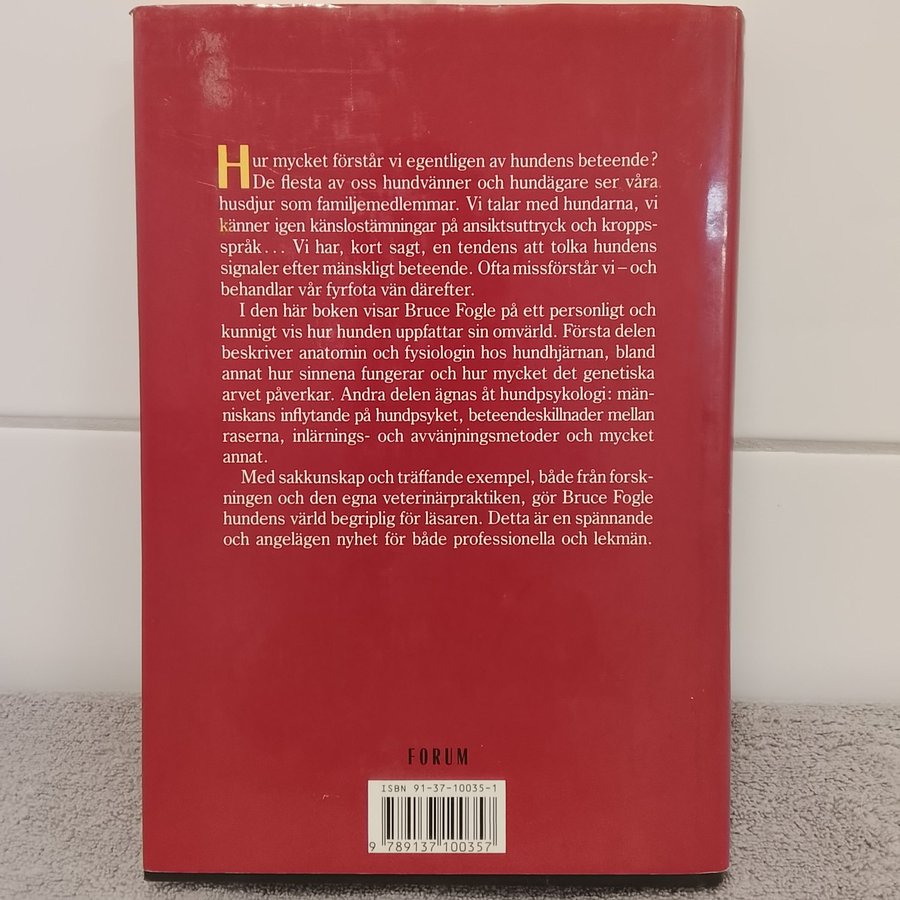 Hur mycket förstår vi egentligen av hundens beteende?
De flesta av oss hundvänner och hundägare ser våra
husdjur som familjemedlemmar. Vi talar med hundarna, vi
känner igen känslostämningar på ansiktsuttryck och kropps-
språk... Vi har, kort sagt, en tendens att tolka hundens
signaler efter mänskligt beteende. Ofta missförstår vi – och
behandlar vår fyrfota vän därefter.
I den här boken visar Bruce Fogle på ett personligt och
kunnigt vis hur hunden uppfattar sin omvärld. Första delen
beskriver anatomin och fysiologin hos hundhjärnan, bland
annat hur sinnena fungerar och hur mycket det genetiska
arvet påverkar. Andra delen ägnas åt hundpsykologi: män-
niskans inflytande på hundpsyket, beteendeskillnader mellan
raserna, inlärnings- och avvänjningsmetoder och mycket
annat.
Med sakkunskap och träffande exempel, både från forsk-
ningen och den egna veterinärpraktiken, gör Bruce Fogle
hundens värld begriplig för läsaren. Detta är en spännande
och angelägen nyhet för både professionella och lekmän.
FORUM
ISBN 91-37-10035-1
9 789137 100357